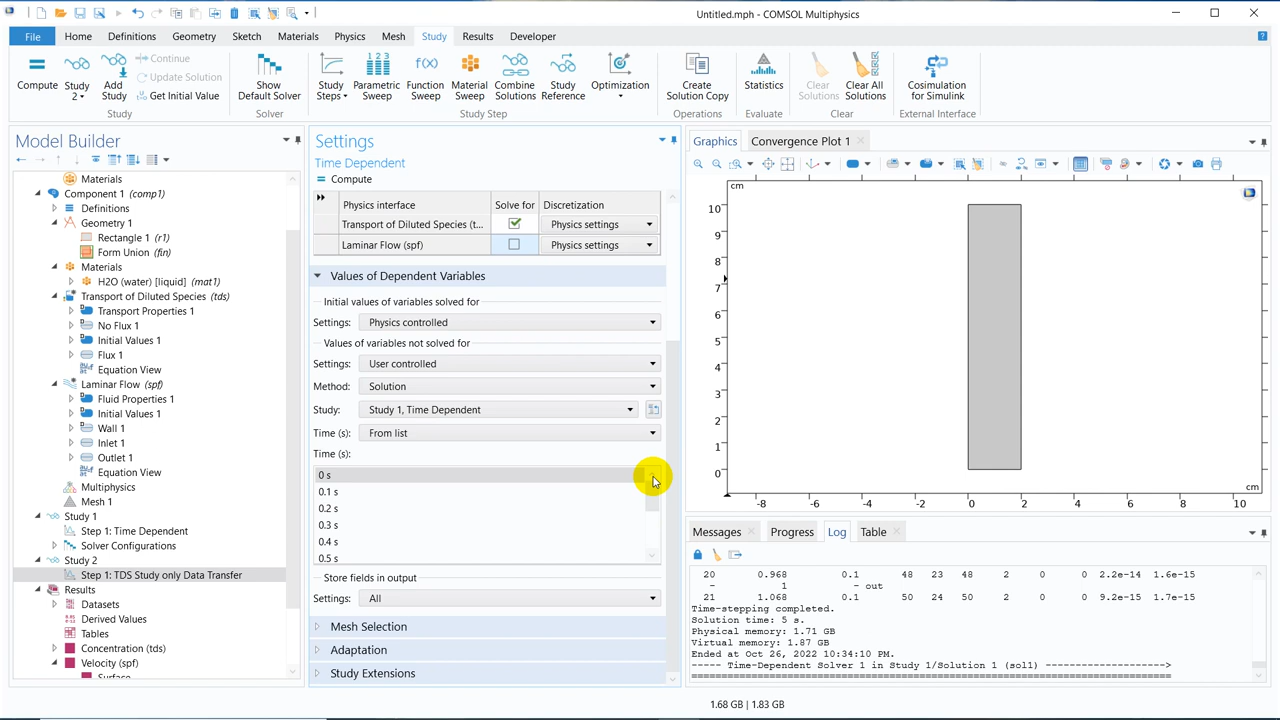 Untitled.mph - COMSOL Multiphysics
File Home Definitions Geometry Sketch Materials Physics Mesh Study Results Developer
Compute
Study 2
Add Study
Continue
Update Solution
Get Initial Value
Study
Show Default Solver
Solver
Study Steps
Parametric Sweep
Function Sweep
Material Sweep
Combine Solutions
Study Reference
Optimization
Study Step
Create Solution Copy
Operations
Statistics
Evaluate
Clear Solutions
Clear All Solutions
Clear
Cosimulation for Simulink
External Interface
Model Builder
Materials
Component 1 (comp1)
Definitions
Geometry 1
Rectangle 1 (r1)
Form Union (fin)
Materials
H2O (water) [liquid] (mat1)
Transport of Diluted Species (tds)
Transport Properties 1
No Flux 1
Initial Values 1
Flux 1
Equation View
Laminar Flow (spf)
Fluid Properties 1
Initial Values 1
Wall 1
Inlet 1
Outlet 1
Equation View
Multiphysics
Mesh 1
Study 1
Step 1: Time Dependent
Solver Configurations
Study 2
Step 1: TDS Study only Data Transfer
Results
Datasets
Derived Values
Tables
Concentration (tds)
Velocity (spf)
Surface
Settings
Time Dependent
= Compute
Physics interface Solve for Discretization
Transport of Diluted Species (t... Physics settings
Laminar Flow (spf) Physics settings
Values of Dependent Variables
Initial values of variables solved for
Settings: Physics controlled
Values of variables not solved for
Settings: User controlled
Method: Solution
Study: Study 1, Time Dependent
Time (s): From list
Time (s):
0 s
0.1 s
0.2 s
0.3 s
0.4 s
0.5 s
Store fields in output
Settings: All
Mesh Selection
Adaptation
Study Extensions
Graphics Convergence Plot 1
cm
10
9
8
7
6
5
4
3
2
1
0
cm
-8 -6 -4 -2 0 2 4 6 8 10
Messages Progress Log Table
20 0.968 0.1 48 23 48 2 0 0 2.2e-14 1.6e-15
- 1 - out
21 1.068 0.1 50 24 50 2 0 0 9.2e-15 1.7e-15
Time-stepping completed.
Solution time: 5 s.
Physical memory: 1.71 GB
Virtual memory: 1.87 GB
Ended at Oct 26, 2022 10:34:10 PM.
----- Time-Dependent Solver 1 in Study 1/Solution 1 (sol1) -------------------->
1.68 GB | 1.83 GB